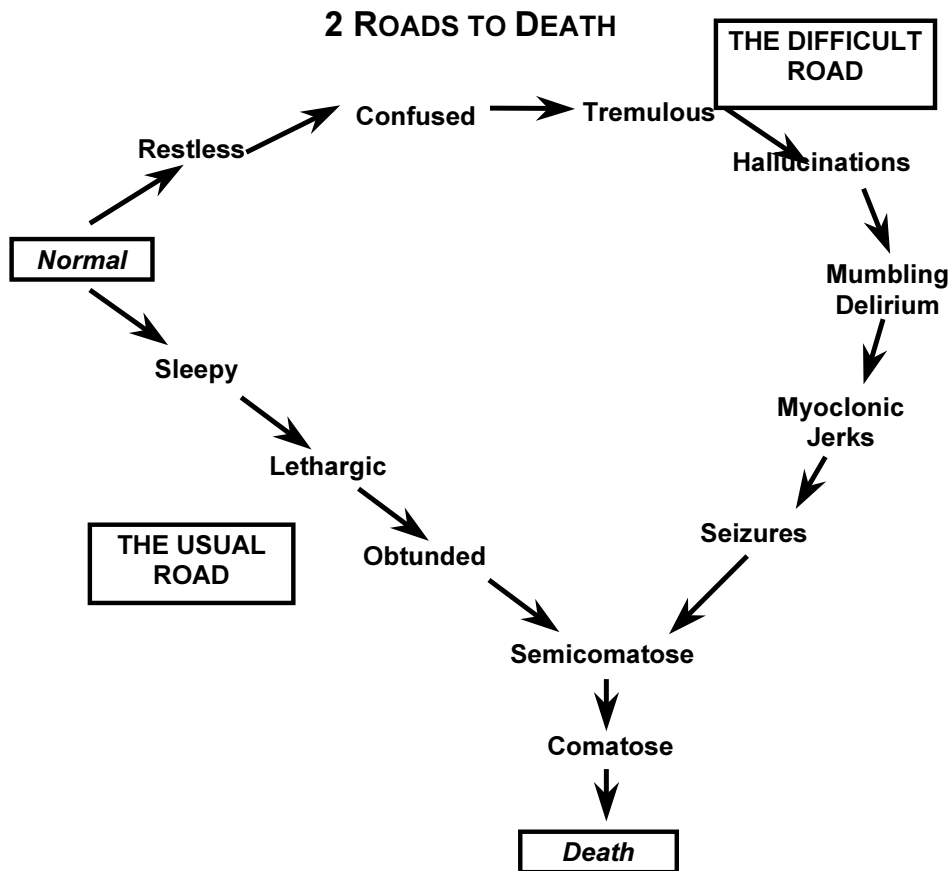 2 ROADS TO DEATH
THE DIFFICULT
ROAD
Confused
Tremulous
Restless
Hallucinations
Normal
Mumbling
Delirium
Sleepy
Myoclonic
Jerks
Lethargic
Seizures
THE USUAL
ROAD
Obtunded
Semicomatose
Comatose
Death